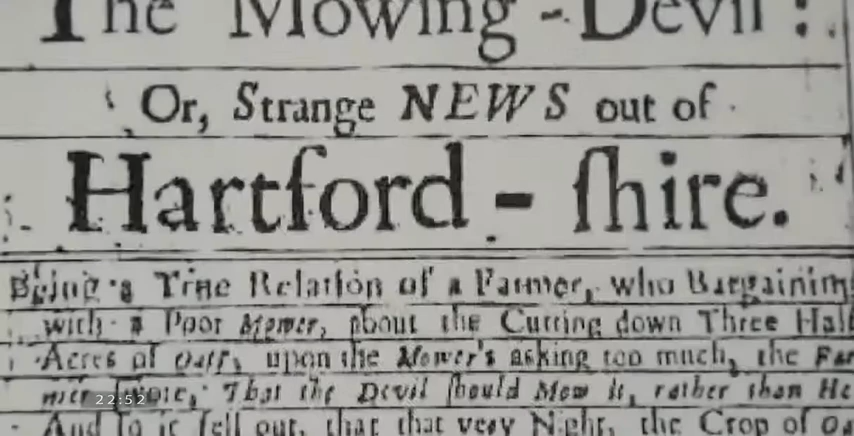 The Mowing-Devil:
Or, Strange NEWS out of
Hartford-ſhire.
Being a True Relation of a Farmer, who Bargaining
with a Poor Mower, about the Cutting down Three Half
Acres of Oats, upon the Mower's asking too much, the Far
mer ſwore, That the Devil ſhould Mow it, rather than He
And ſo it fell out, that that very Night, the Crop of Oa
22:52